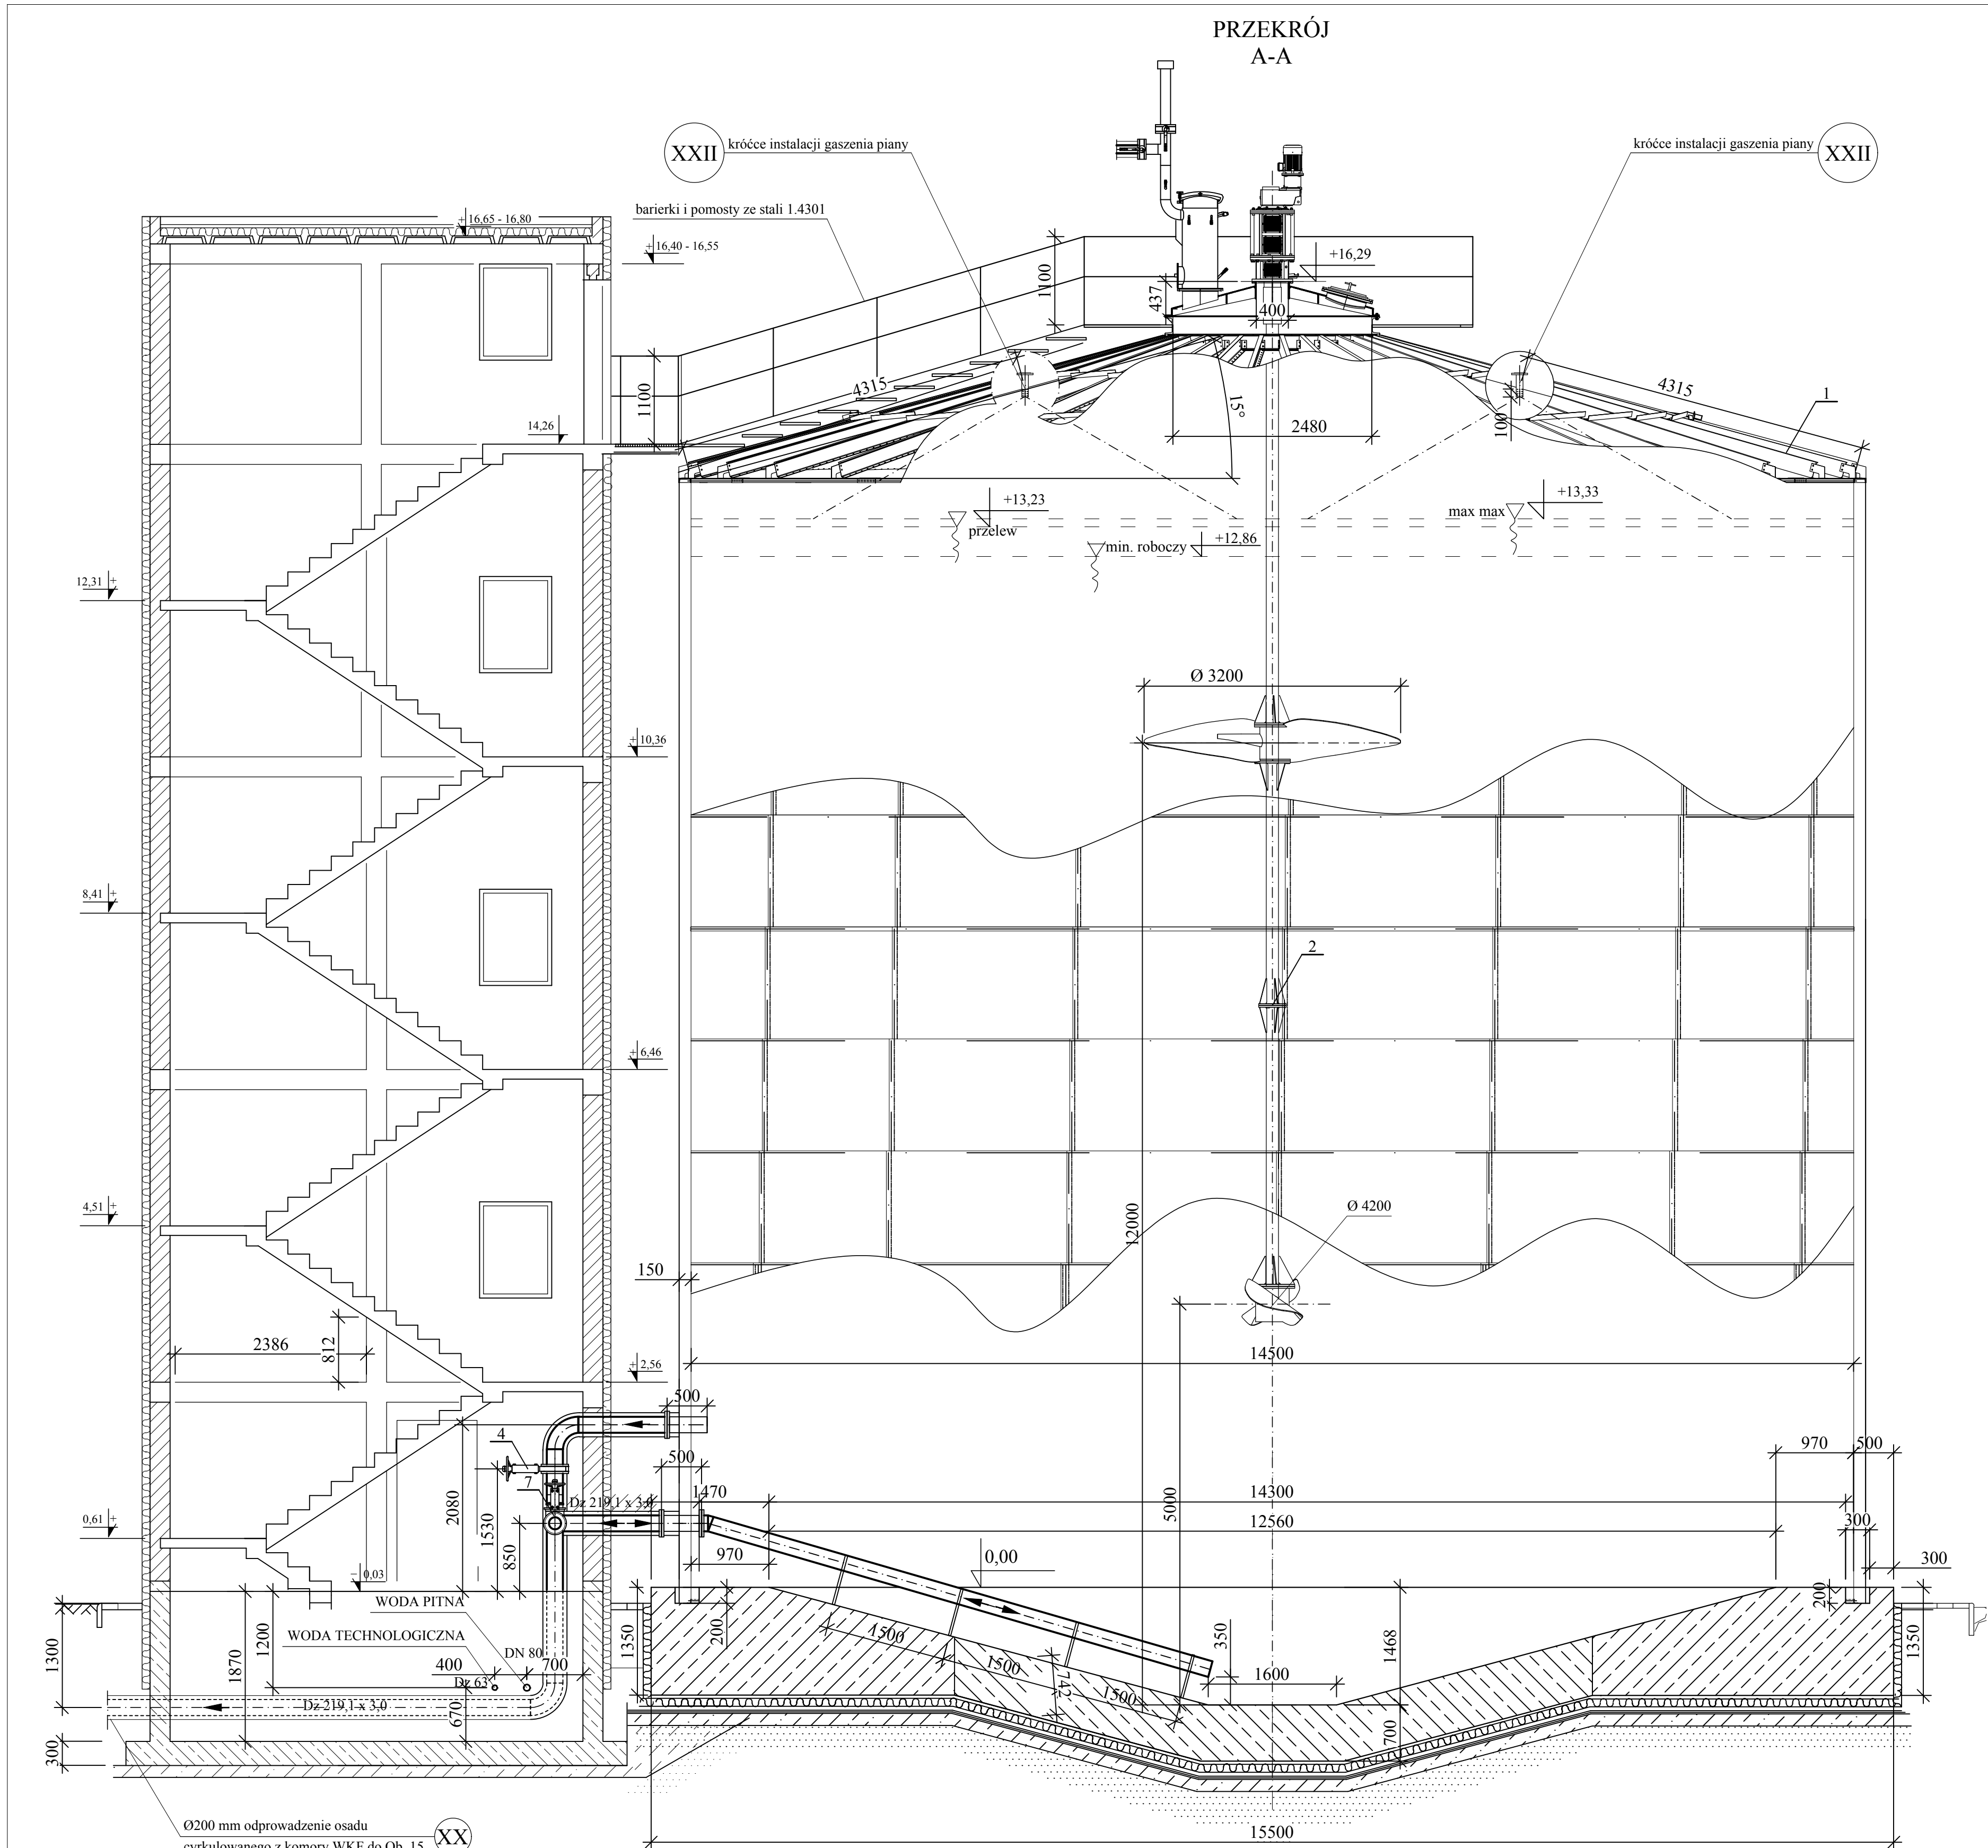 PRZEKRÓJ
A-A
XXII
króćce instalacji gaszenia piany
króćce instalacji gaszenia piany
XXII
barierki i pomosty ze stali 1.4301
+ 16,65 - 16,80
+ 16,40 - 16,55
1100
437
+16,29
400
1100
4315
15°
2480
100
4315
1
14,26
+13,23
przelew
max max
+13,33
min. roboczy
+12,86
12,31 +
Ø 3200
+ 10,36
8,41 +
2
+ 6,46
4,51 +
12000
Ø 4200
150
2386
812
14500
+ 2,56
500
4
500
970
500
7
Dz 219,1 x 3,0
1470
14300
5000
2080
1530
850
0,61 +
12560
300
970
0,00
300
- 0,03
WODA PITNA
WODA TECHNOLOGICZNA
DN 80
400
700
Dz 63
1300
1870
1200
670
1350
200
1500
1500
1500
742
350
1600
1468
200
1350
Dz 219,1 x 3,0
700
300
Ø200 mm odprowadzenie osadu
cyrkulowanego z komory WKF do Ob. 15
XX
15500